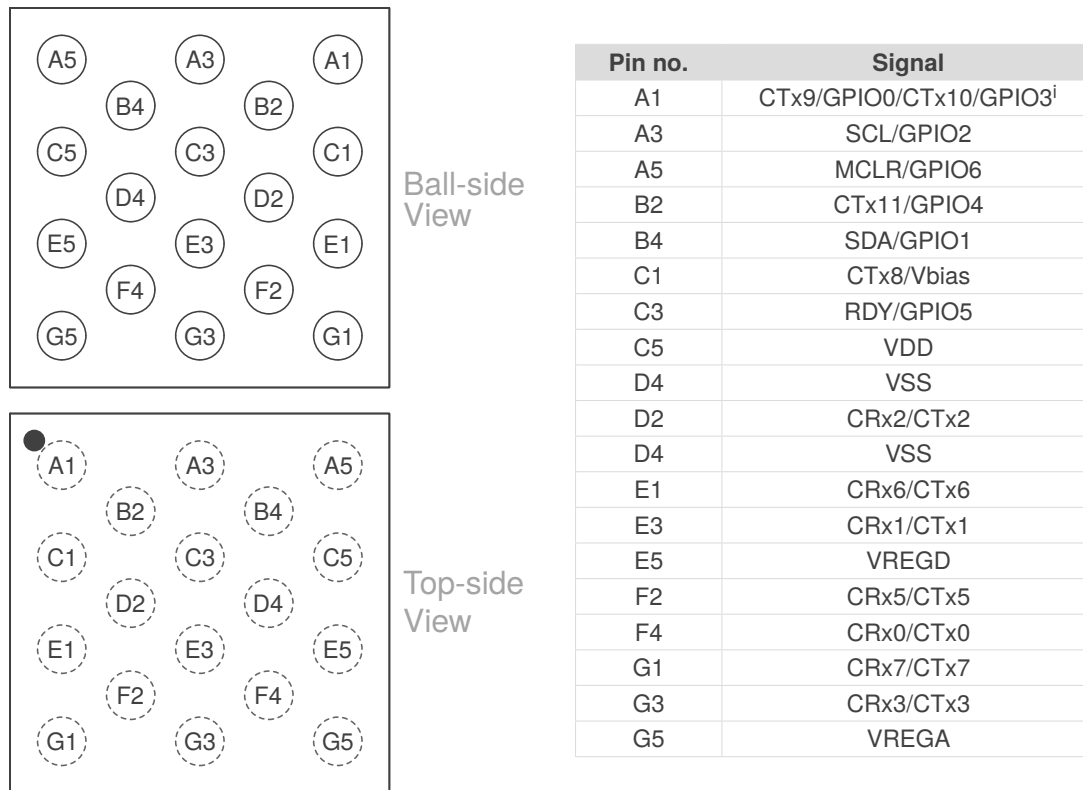 A5 A3 A1
B4 B2
C5 C3 C1
D4 D2
E5 E3 E1
F4 F2
G5 G3 G1
Ball-side
View
A1 A3 A5
B2 B4
C1 C3 C5
D2 D4
E1 E3 E5
F2 F4
G1 G3 G5
Top-side
View
Pin no. Signal
A1 CTx9/GPIO0/CTx10/GPIO3i
A3 SCL/GPIO2
A5 MCLR/GPIO6
B2 CTx11/GPIO4
B4 SDA/GPIO1
C1 CTx8/Vbias
C3 RDY/GPIO5
C5 VDD
D4 VSS
D2 CRx2/CTx2
D4 VSS
E1 CRx6/CTx6
E3 CRx1/CTx1
E5 VREGD
F2 CRx5/CTx5
F4 CRx0/CTx0
G1 CRx7/CTx7
G3 CRx3/CTx3
G5 VREGA